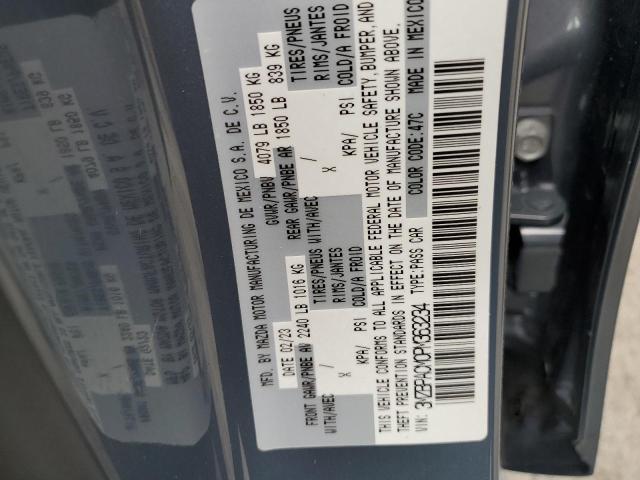 MFD. BY MAZDA MOTOR MANUFACTURING DE MEXICO S.A. DE C.V.
DATE 02/23 GVWR/PNBV 4079 LB 1850 KG
FRONT GAWR/PNBE AV 2240 LB 1016 KG REAR GAWR/PNBE AR 1850 LB 839 KG
WITH/AVEC TIRES/PNEUS WITH/AVEC TIRES/PNEUS
X / RIMS/JANTES X / RIMS/JANTES
KPA/ PSI COLD/A FROID KPA/ PSI COLD/A FROID
THIS VEHICLE CONFORMS TO ALL APPLICABLE FEDERAL MOTOR VEHICLE SAFETY, BUMPER, AND
THEFT PREVENTION STANDARDS IN EFFECT ON THE DATE OF MANUFACTURE SHOWN ABOVE.
VIN: TYPE:PASS CAR COLOR CODE: 47C MADE IN MEXICO